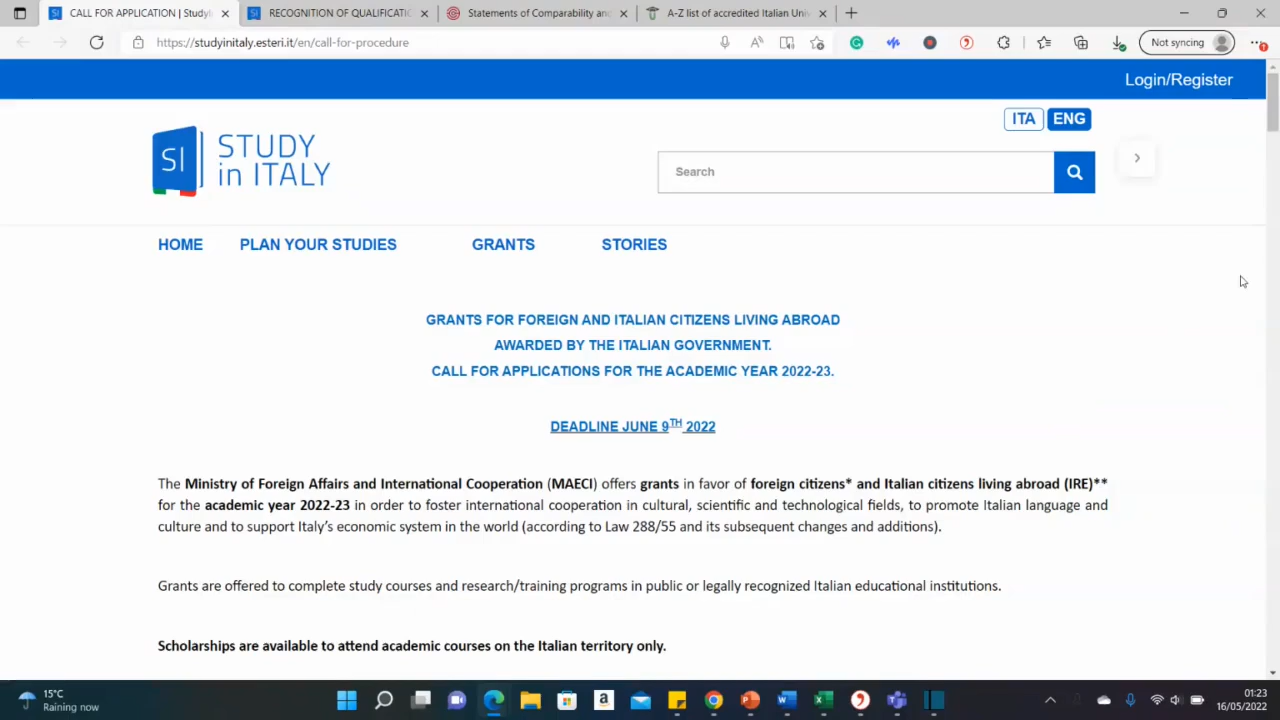 CALL FOR APPLICATION | Study
RECOGNITION OF QUALIFICATIO
Statements of Comparability and
A-Z list of accredited Italian Univ
https://studyinitaly.esteri.it/en/call-for-procedure
Not syncing
Login/Register
ITA ENG
SI STUDY
in ITALY
Search
HOME PLAN YOUR STUDIES GRANTS STORIES
GRANTS FOR FOREIGN AND ITALIAN CITIZENS LIVING ABROAD
AWARDED BY THE ITALIAN GOVERNMENT.
CALL FOR APPLICATIONS FOR THE ACADEMIC YEAR 2022-23.
DEADLINE JUNE 9TH 2022
The Ministry of Foreign Affairs and International Cooperation (MAECI) offers grants in favor of foreign citizens* and Italian citizens living abroad (IRE)**
for the academic year 2022-23 in order to foster international cooperation in cultural, scientific and technological fields, to promote Italian language and
culture and to support Italy’s economic system in the world (according to Law 288/55 and its subsequent changes and additions).
Grants are offered to complete study courses and research/training programs in public or legally recognized Italian educational institutions.
Scholarships are available to attend academic courses on the Italian territory only.
15°C
Raining now
01:23
16/05/2022